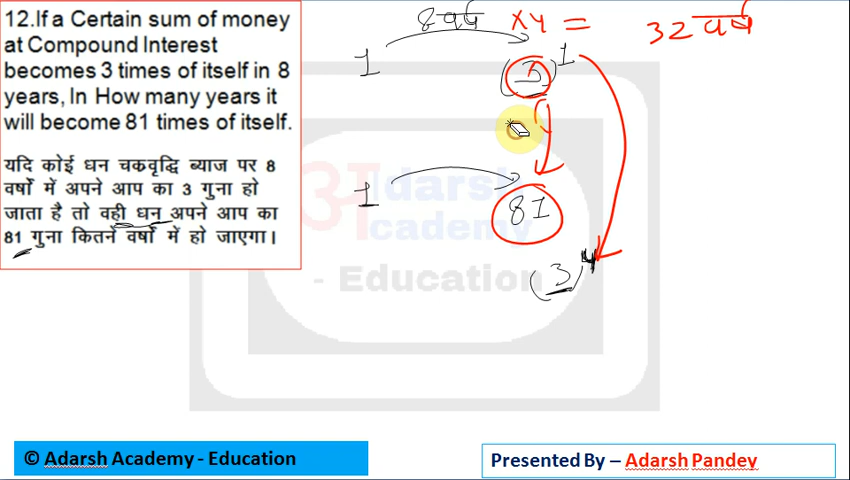 12.If a Certain sum of money
at Compound Interest
becomes 3 times of itself in 8
years, In How many years it
will become 81 times of itself.
यदि कोई धन चकवृद्धि ब्याज पर 8
वर्षो में अपने आप का 3 गुना हो
जाता है तो वही धन अपने आप का
81 गुना कितने वर्षो में हो जाएगा।
8 वर्ष ×4 = 32 वर्ष
1 (3)^1
1 81
(3)^4
अ Adarsh
Academy
- Education
© Adarsh Academy - Education
Presented By – Adarsh Pandey